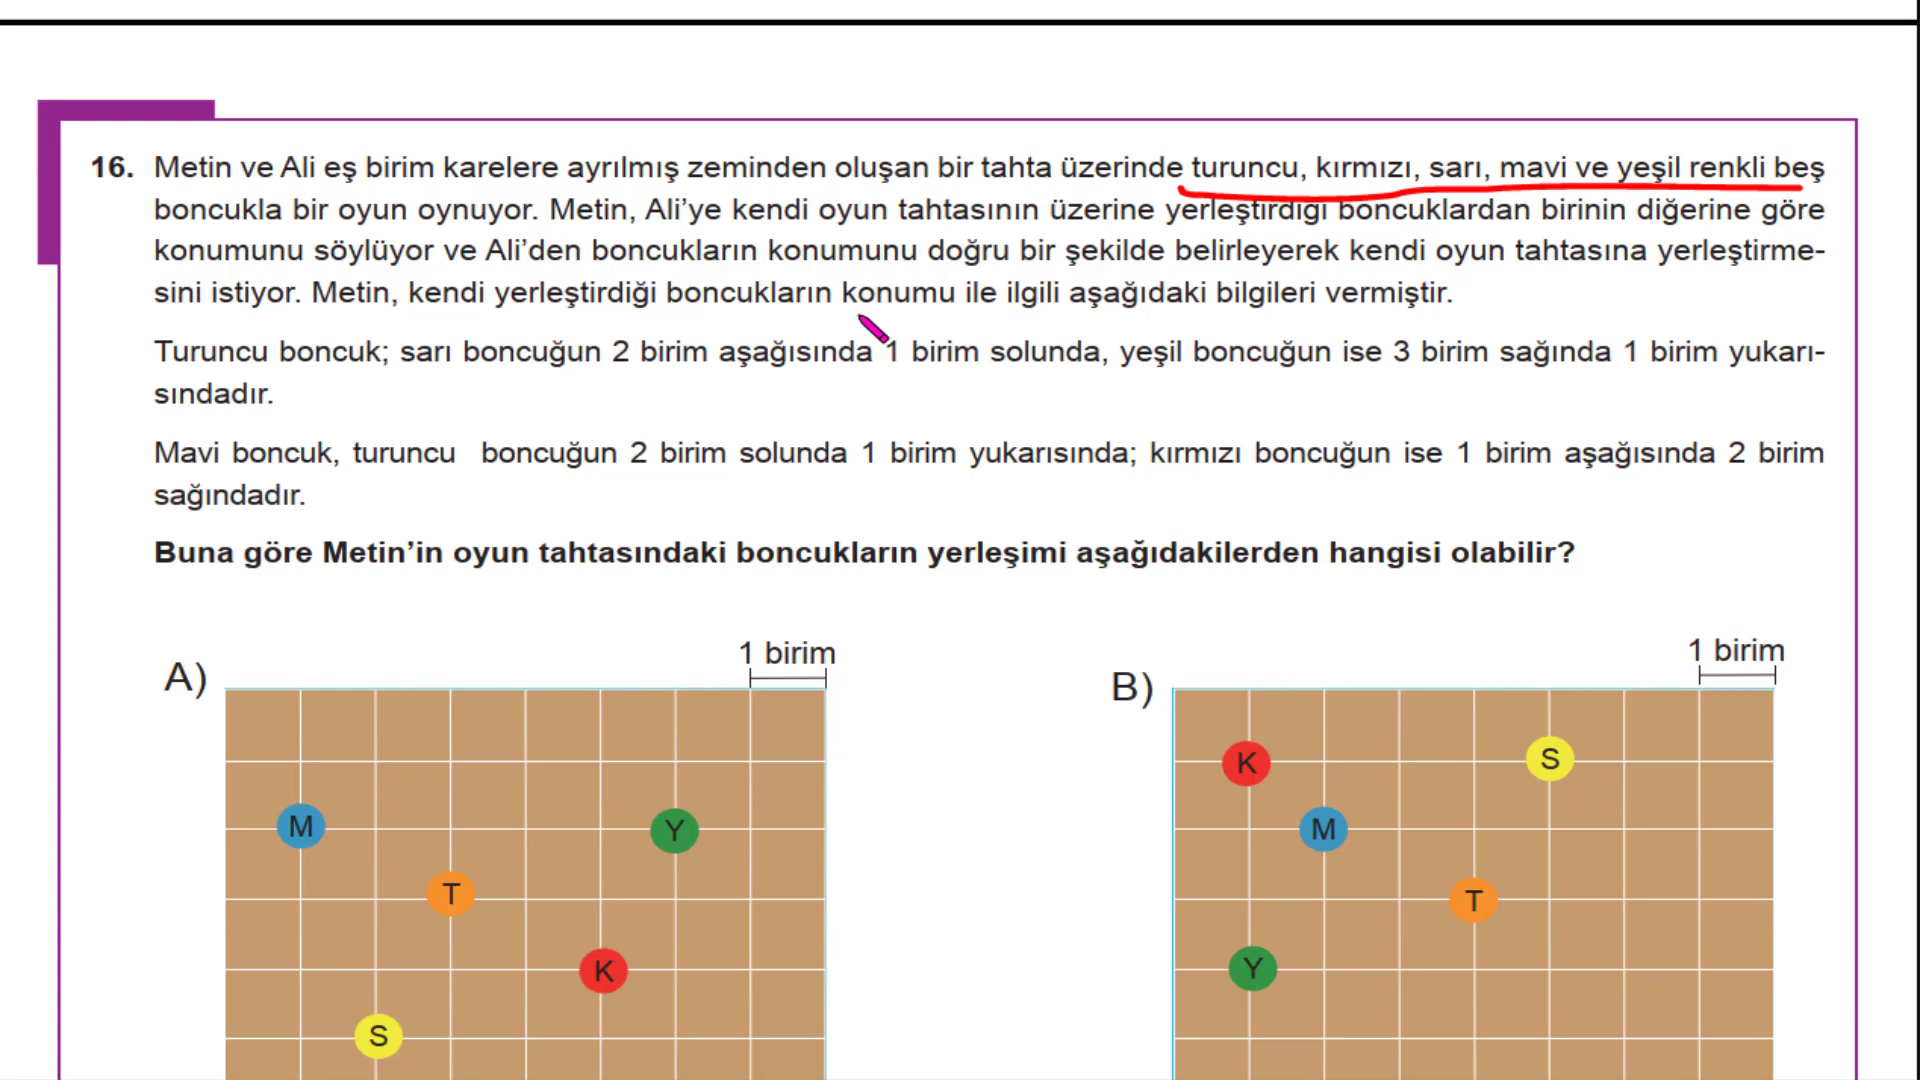 16. Metin ve Ali eş birim karelere ayrılmış zeminden oluşan bir tahta üzerinde turuncu, kırmızı, sarı, mavi ve yeşil renkli beş
boncukla bir oyun oynuyor. Metin, Ali’ye kendi oyun tahtasının üzerine yerleştirdiği boncuklardan birinin diğerine göre
konumunu söylüyor ve Ali’den boncukların konumunu doğru bir şekilde belirleyerek kendi oyun tahtasına yerleştirme-
sini istiyor. Metin, kendi yerleştirdiği boncukların konumu ile ilgili aşağıdaki bilgileri vermiştir.
Turuncu boncuk; sarı boncuğun 2 birim aşağısında 1 birim solunda, yeşil boncuğun ise 3 birim sağında 1 birim yukarı-
sındadır.
Mavi boncuk, turuncu boncuğun 2 birim solunda 1 birim yukarısında; kırmızı boncuğun ise 1 birim aşağısında 2 birim
sağındadır.
Buna göre Metin’in oyun tahtasındaki boncukların yerleşimi aşağıdakilerden hangisi olabilir?
A)
1 birim
M
Y
T
K
S
B)
1 birim
K
S
M
T
Y